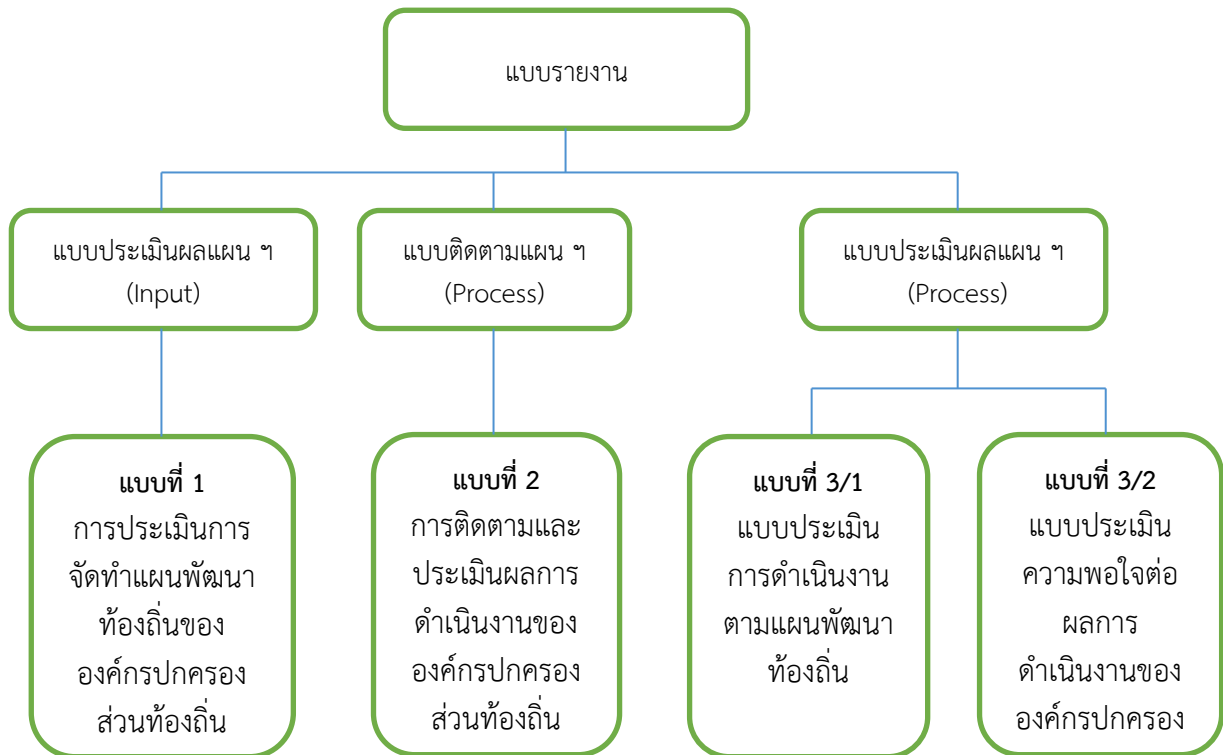 แบบรายงาน
แบบประเมินผลแผน ฯ
(Input)
แบบติดตามแผน ฯ
(Process)
แบบประเมินผลแผน ฯ
(Process)
แบบที่ 1
การประเมินการ
จัดทำแผนพัฒนา
ท้องถิ่นของ
องค์กรปกครอง
ส่วนท้องถิ่น
แบบที่ 2
การติดตามและ
ประเมินผลการ
ดำเนินงานของ
องค์กรปกครอง
ส่วนท้องถิ่น
แบบที่ 3/1
แบบประเมิน
การดำเนินงาน
ตามแผนพัฒนา
ท้องถิ่น
แบบที่ 3/2
แบบประเมิน
ความพอใจต่อ
ผลการ
ดำเนินงานของ
องค์กรปกครอง